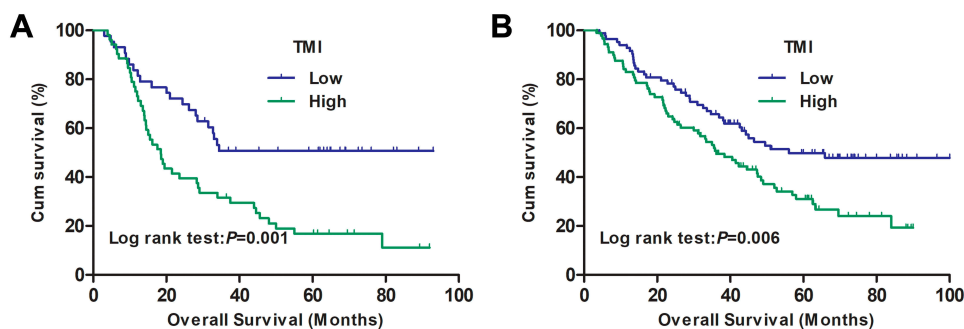 A
TMI
Low
High
Cum survival (%)
100
80
60
40
20
0
Log rank test:P=0.001
0 20 40 60 80 100
Overall Survival (Months)
B
TMI
Low
High
Cum survival (%)
100
80
60
40
20
0
Log rank test:P=0.006
0 20 40 60 80 100
Overall Survival (Months)